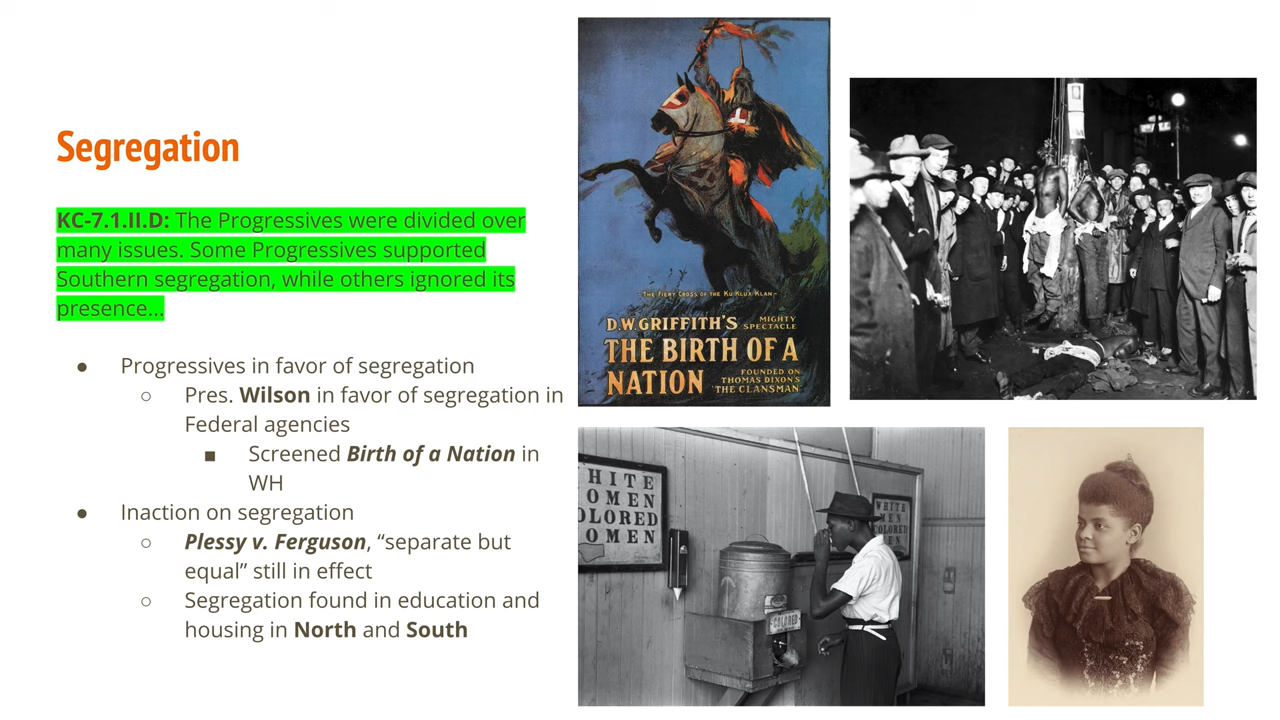 Segregation
KC-7.1.II.D: The Progressives were divided over
many issues. Some Progressives supported
Southern segregation, while others ignored its
presence...
● Progressives in favor of segregation
○ Pres. Wilson in favor of segregation in
Federal agencies
■ Screened Birth of a Nation in
WH
● Inaction on segregation
○ Plessy v. Ferguson, “separate but
equal” still in effect
○ Segregation found in education and
housing in North and South
"THE FIERY CROSS OF THE KU KLUX KLAN"
D.W. GRIFFITH'S MIGHTY SPECTACLE
THE BIRTH OF A
NATION FOUNDED ON THOMAS DIXON'S "THE CLANSMAN"
HITE
OMEN
OLORED
OMEN
WHITE
MEN
COLORED
MEN
COLORED